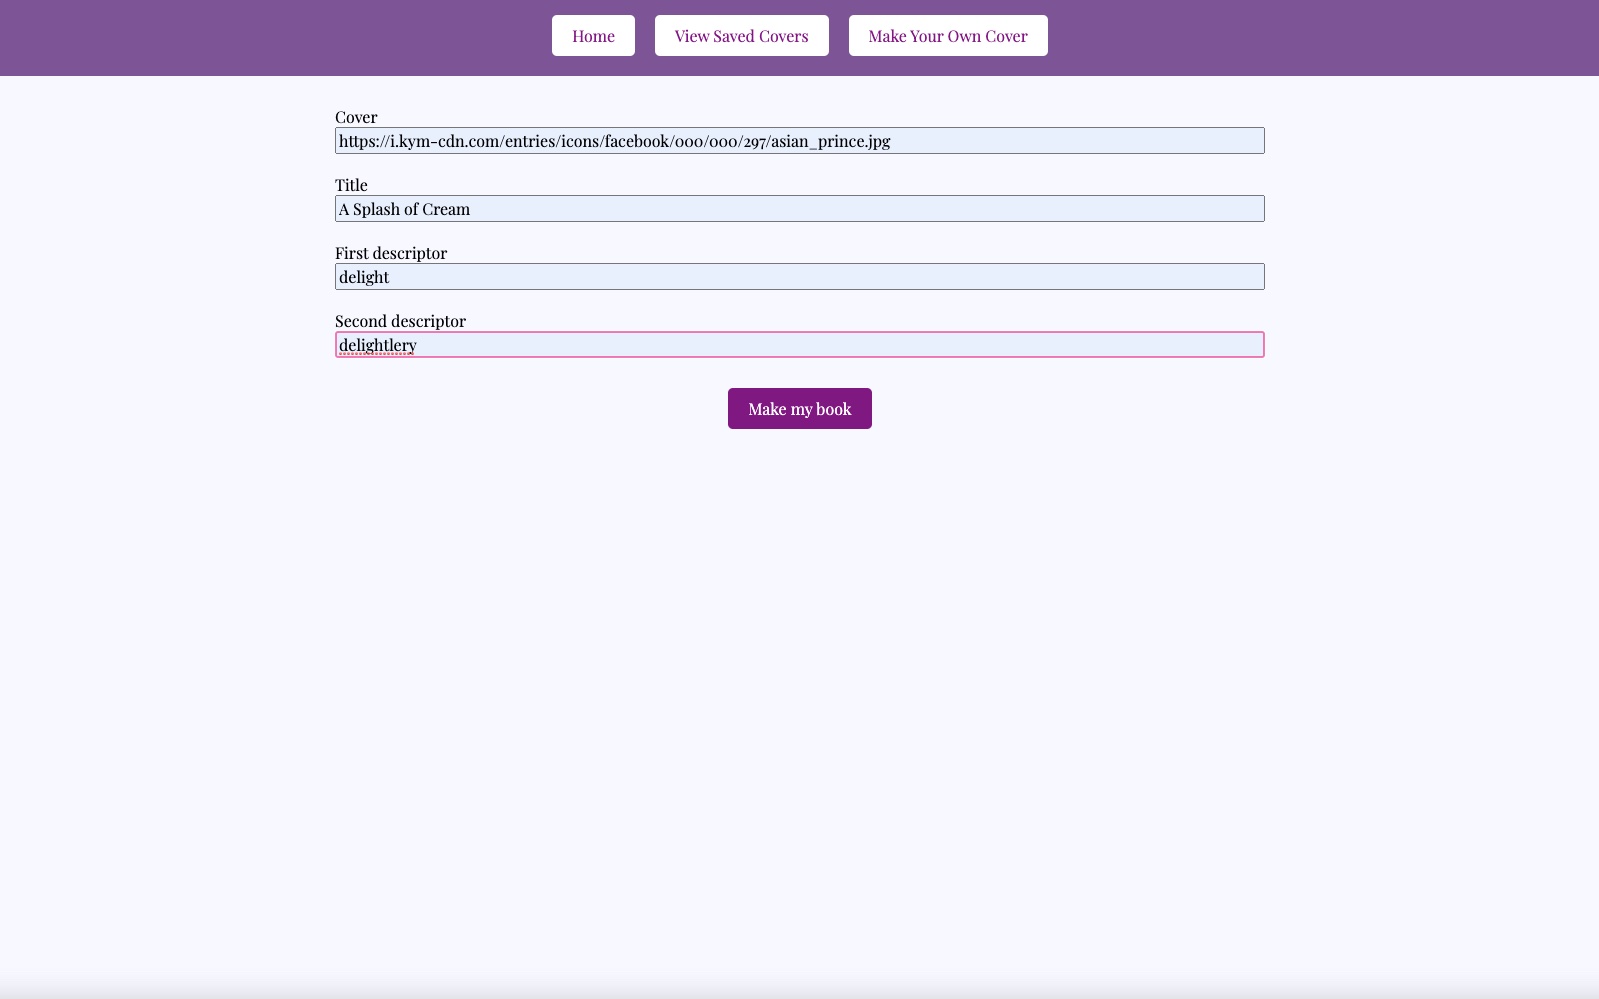 Home View Saved Covers Make Your Own Cover
Cover
https://i.kym-cdn.com/entries/icons/facebook/000/000/297/asian_prince.jpg
Title
A Splash of Cream
First descriptor
delight
Second descriptor
delightlery
Make my book